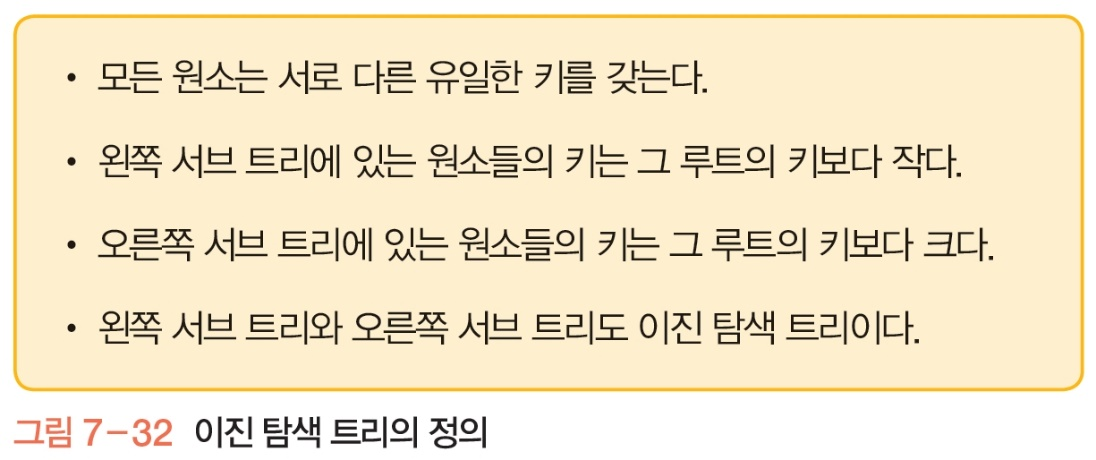 • 모든 원소는 서로 다른 유일한 키를 갖는다.
• 왼쪽 서브 트리에 있는 원소들의 키는 그 루트의 키보다 작다.
• 오른쪽 서브 트리에 있는 원소들의 키는 그 루트의 키보다 크다.
• 왼쪽 서브 트리와 오른쪽 서브 트리도 이진 탐색 트리이다.
그림 7-32 이진 탐색 트리의 정의